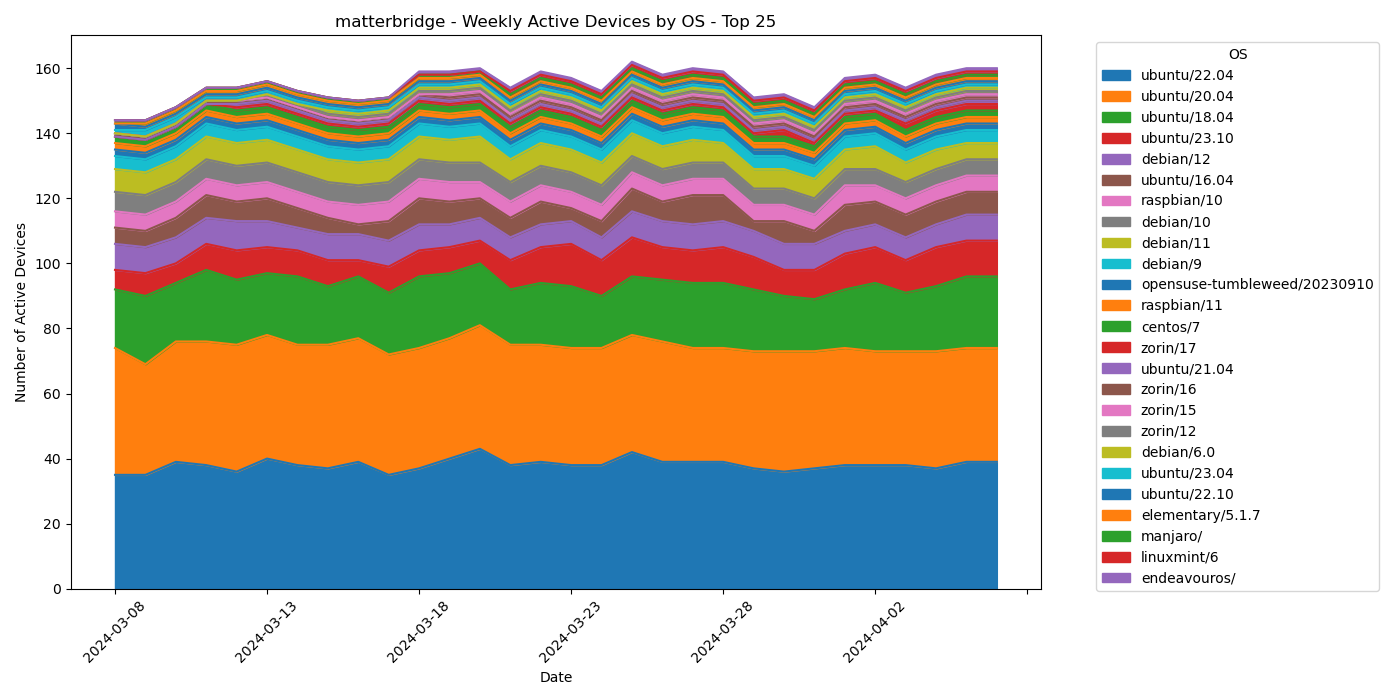 matterbridge - Weekly Active Devices by OS - Top 25
Number of Active Devices
160
140
120
100
80
60
40
20
0
2024-03-08
2024-03-13
2024-03-18
2024-03-23
2024-03-28
2024-04-02
Date
OS
ubuntu/22.04
ubuntu/20.04
ubuntu/18.04
ubuntu/23.10
debian/12
ubuntu/16.04
raspbian/10
debian/10
debian/11
debian/9
opensuse-tumbleweed/20230910
raspbian/11
centos/7
zorin/17
ubuntu/21.04
zorin/16
zorin/15
zorin/12
debian/6.0
ubuntu/23.04
ubuntu/22.10
elementary/5.1.7
manjaro/
linuxmint/6
endeavouros/